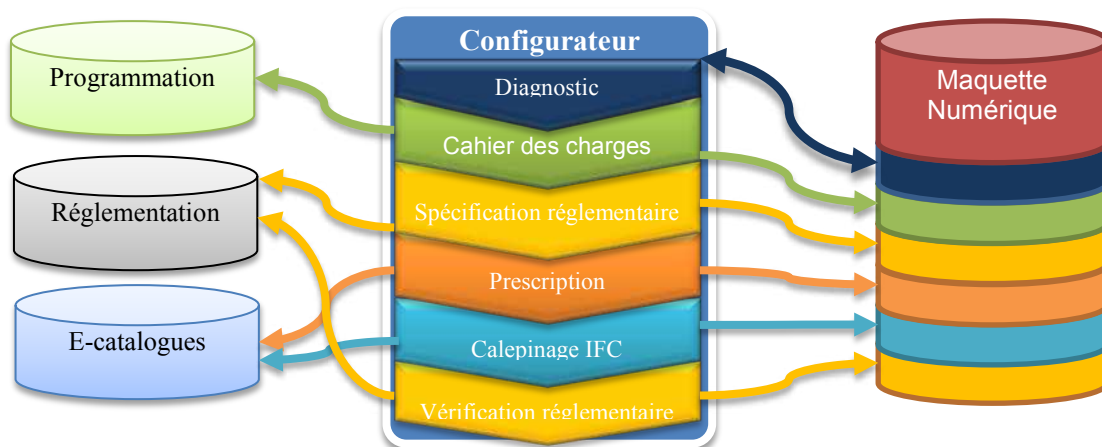 Programmation
Réglementation
E-catalogues
Configurateur
Diagnostic
Cahier des charges
Spécification réglementaire
Prescription
Calepinage IFC
Vérification réglementaire
Maquette
Numérique